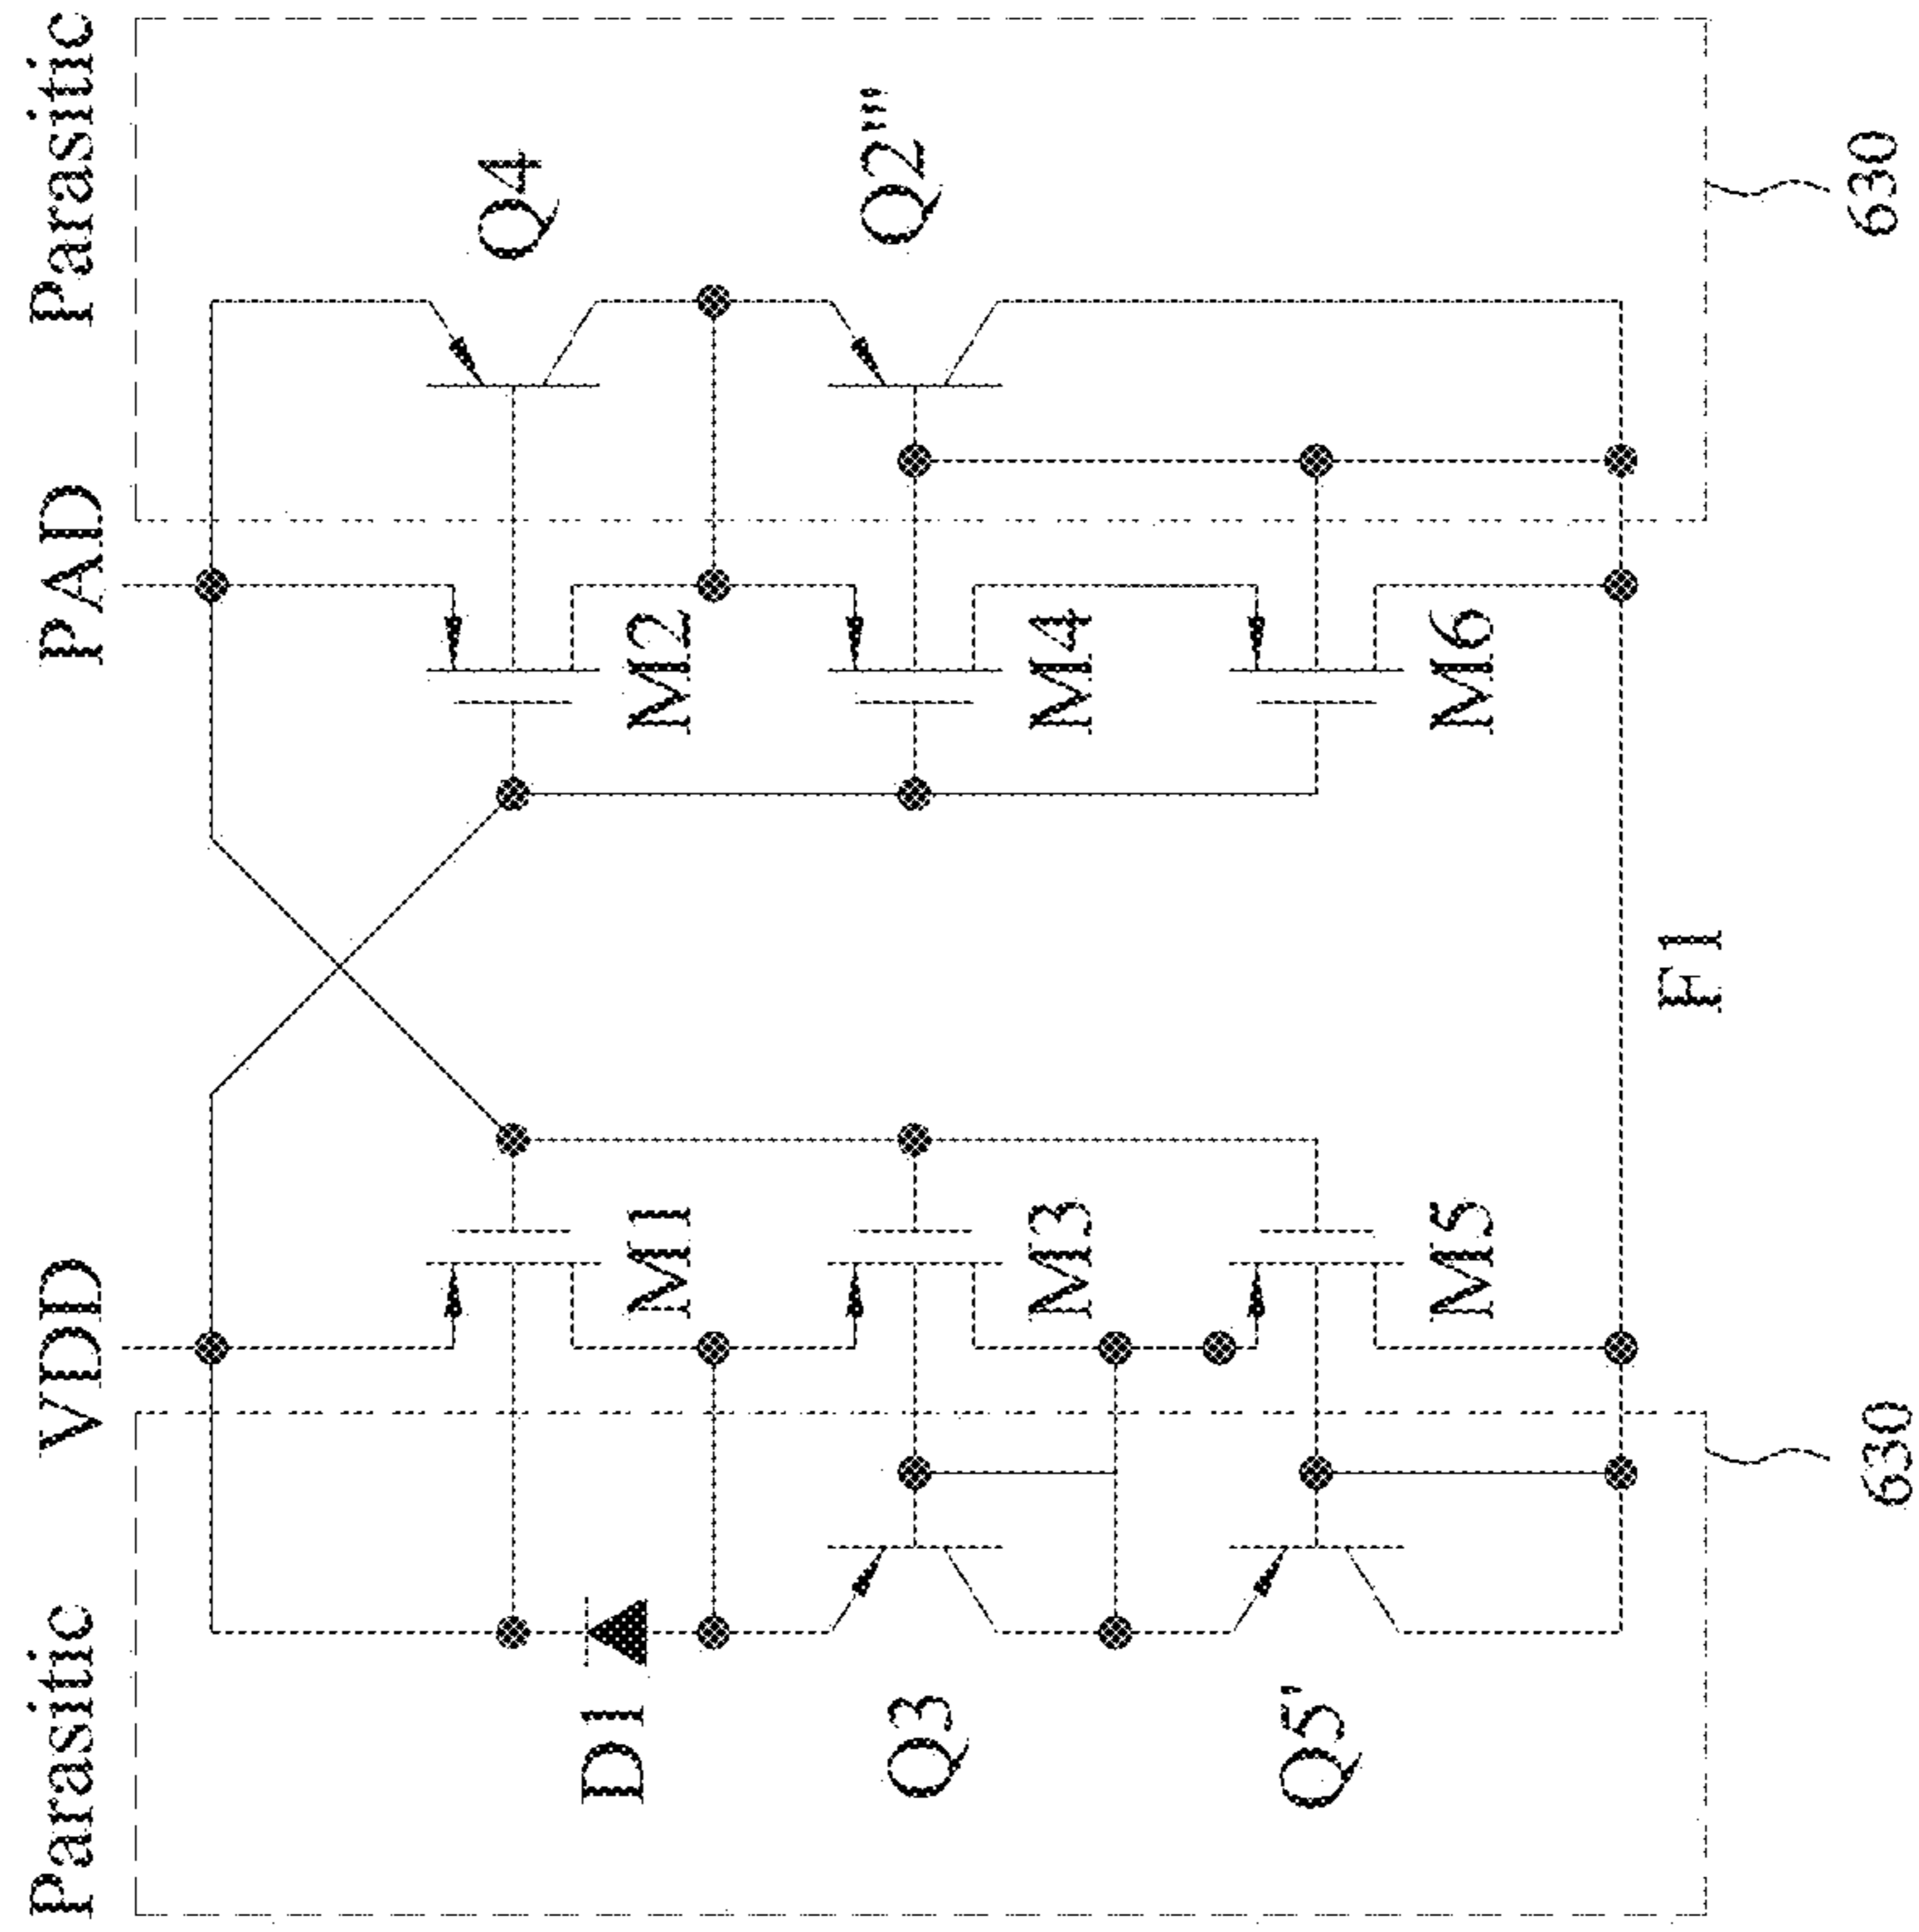 Parasitic VDD PAD Parasitic
D1 M1 M2 Q4
Q3 M3 M4 Q2'''
Q5' M5 M6
F1
630 630